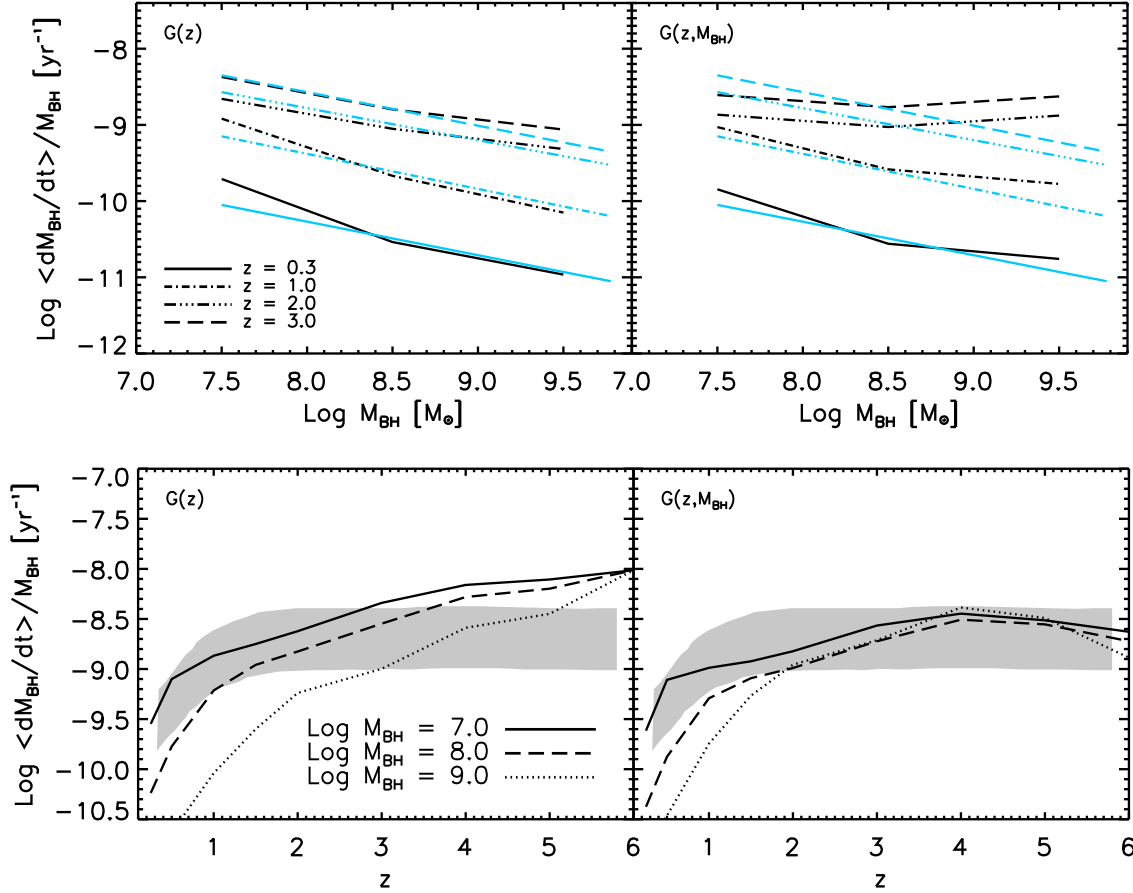 G(z)
G(z,M_BH)
Log <dM_BH/dt>/M_BH [yr⁻¹]
-8
-9
-10
-11
-12
z = 0.3
z = 1.0
z = 2.0
z = 3.0
7.0 7.5 8.0 8.5 9.0 9.5 7.0 7.5 8.0 8.5 9.0 9.5
Log M_BH [M_⊙] Log M_BH [M_⊙]
G(z)
G(z,M_BH)
Log <dM_BH/dt>/M_BH [yr⁻¹]
-7.0
-7.5
-8.0
-8.5
-9.0
-9.5
-10.0
-10.5
Log M_BH = 7.0
Log M_BH = 8.0
Log M_BH = 9.0
1 2 3 4 5 6 1 2 3 4 5 6
z z